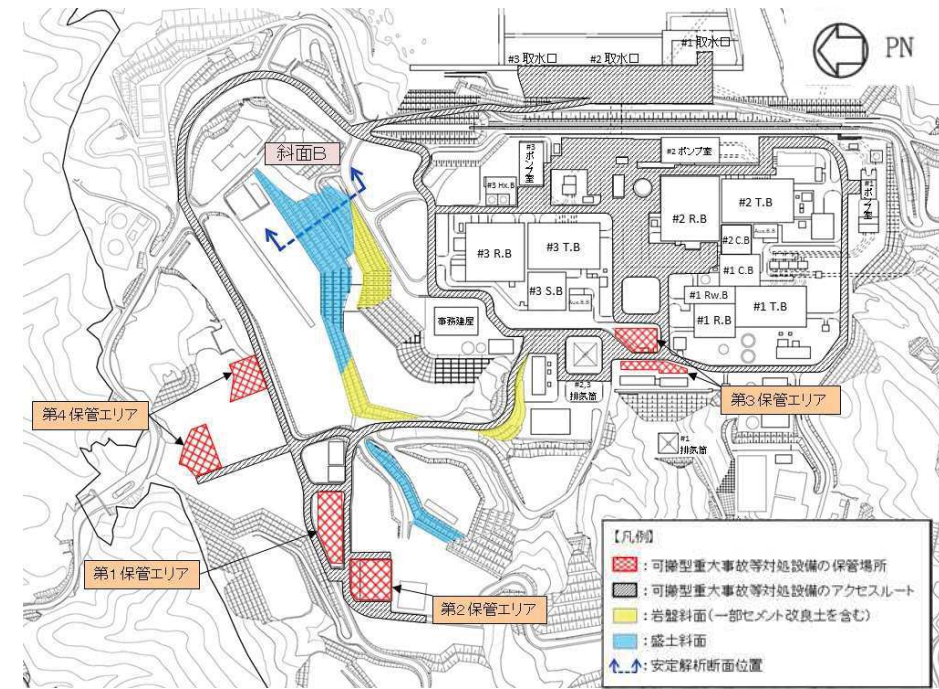 #1取水口
#3 取水口
#2 取水口
PN
斜面B
#3
ポンプ室
#2 ポンプ室
#1
ポンプ室
#3 Hx.B
#2 R.B
#2 T.B
#3 R.B
#3 T.B
#2 C.B
Aux.B.B
#1 C.B
#3 S.B
Aux.B.B
#1 Rw.B
#1 T.B
#1 R.B
事務建屋
#2,3
排気筒
第3保管エリア
第4保管エリア
#1
排気筒
第1保管エリア
第2保管エリア
【凡例】
:可搬型重大事故等対処設備の保管場所
:可搬型重大事故等対処設備のアクセスルート
:岩盤斜面(一部セメント改良土を含む)
:盛土斜面
:安定解析断面位置